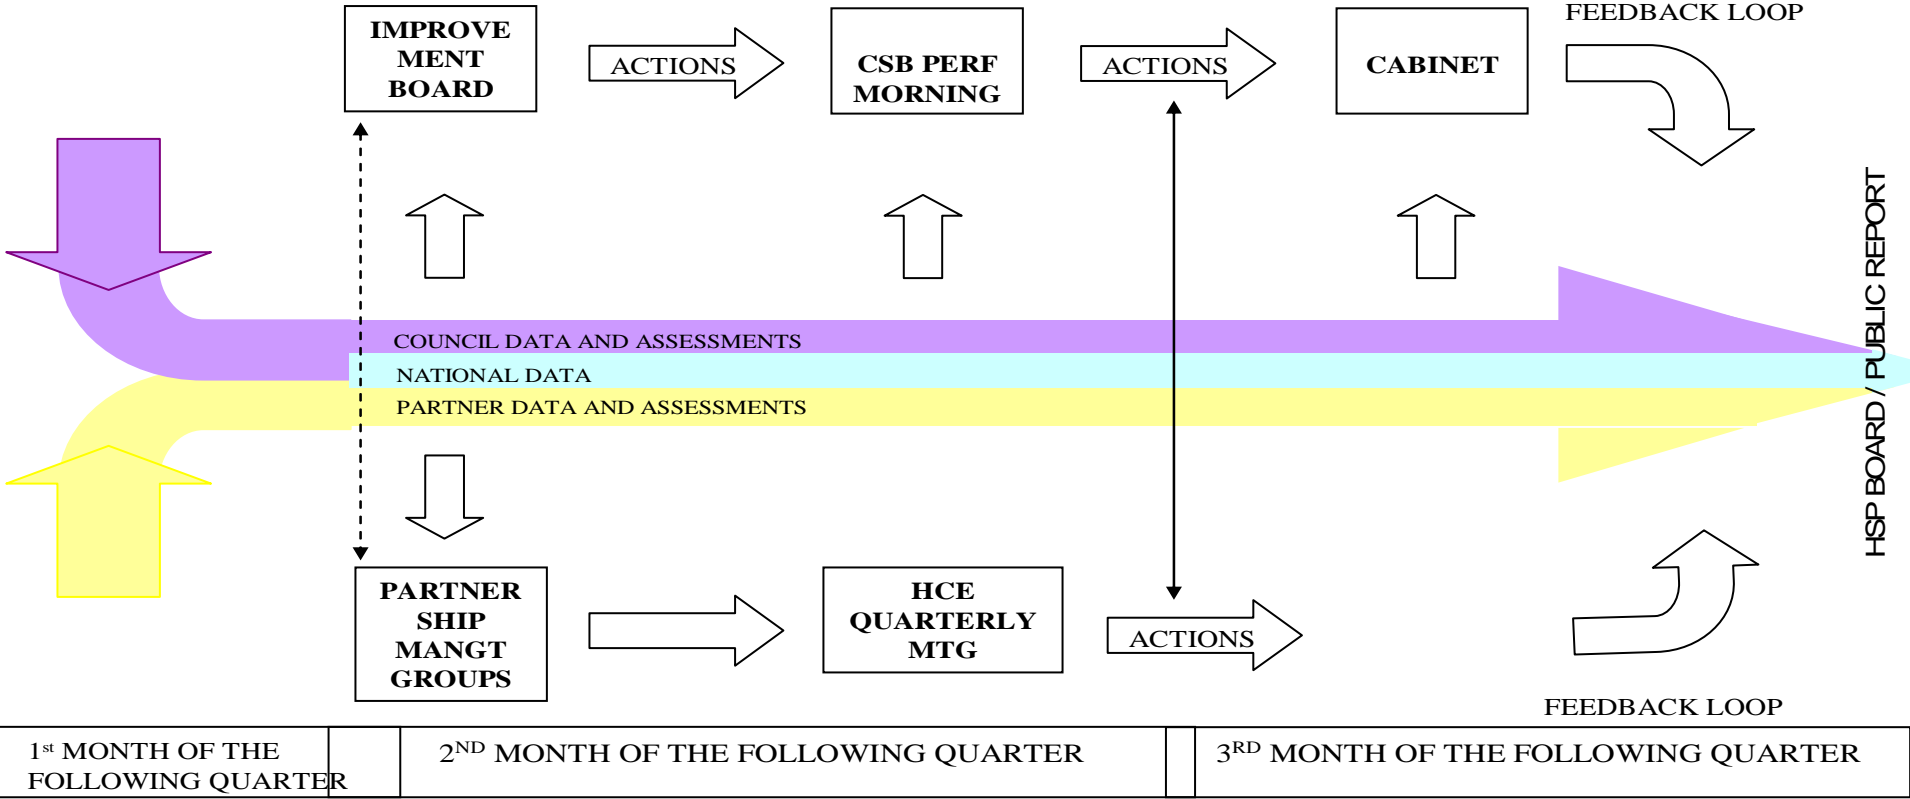 FEEDBACK LOOP
IMPROVE
MENT
BOARD
ACTIONS
CSB PERF
MORNING
ACTIONS
CABINET
COUNCIL DATA AND ASSESSMENTS
NATIONAL DATA
PARTNER DATA AND ASSESSMENTS
HSP BOARD / PUBLIC REPORT
PARTNER
SHIP
MANGT
GROUPS
HCE
QUARTERLY
MTG
ACTIONS
FEEDBACK LOOP
1st MONTH OF THE
FOLLOWING QUARTER
2ND MONTH OF THE FOLLOWING QUARTER
3RD MONTH OF THE FOLLOWING QUARTER